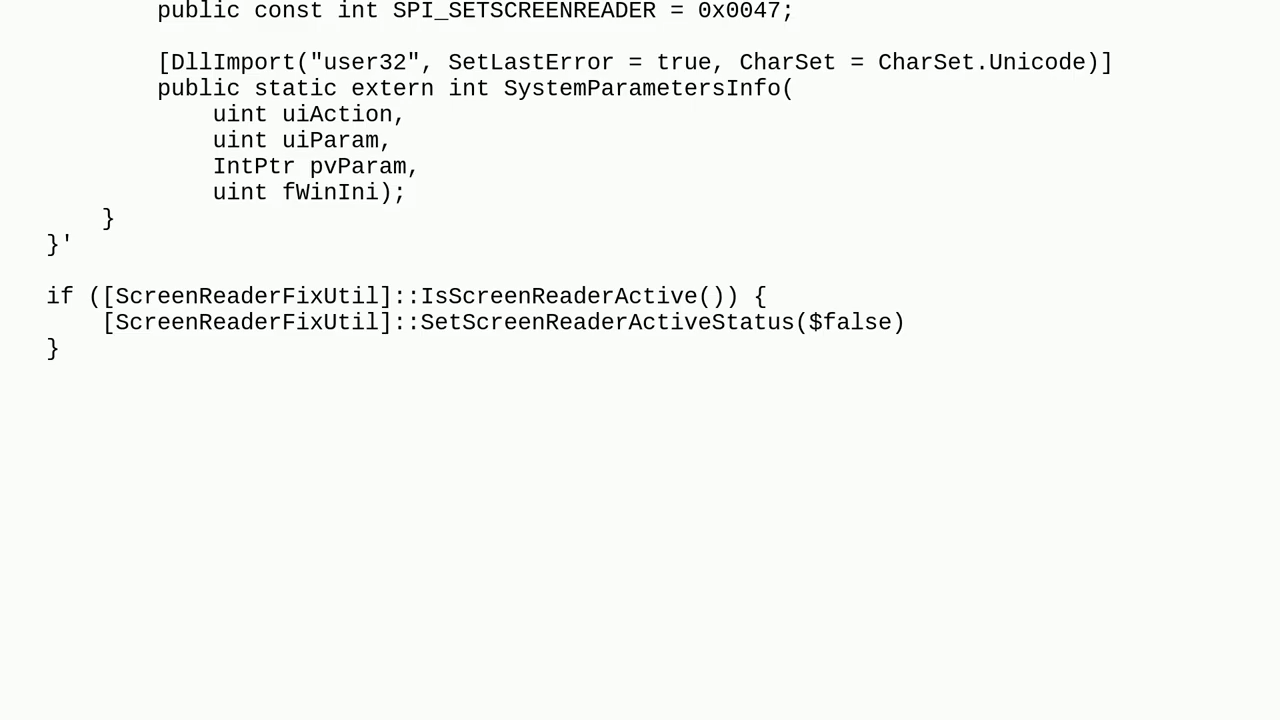 public const int SPI_SETSCREENREADER = 0x0047;
[DllImport("user32", SetLastError = true, CharSet = CharSet.Unicode)]
public static extern int SystemParametersInfo(
uint uiAction,
uint uiParam,
IntPtr pvParam,
uint fWinIni);
}
}'
if ([ScreenReaderFixUtil]::IsScreenReaderActive()) {
[ScreenReaderFixUtil]::SetScreenReaderActiveStatus($false)
}